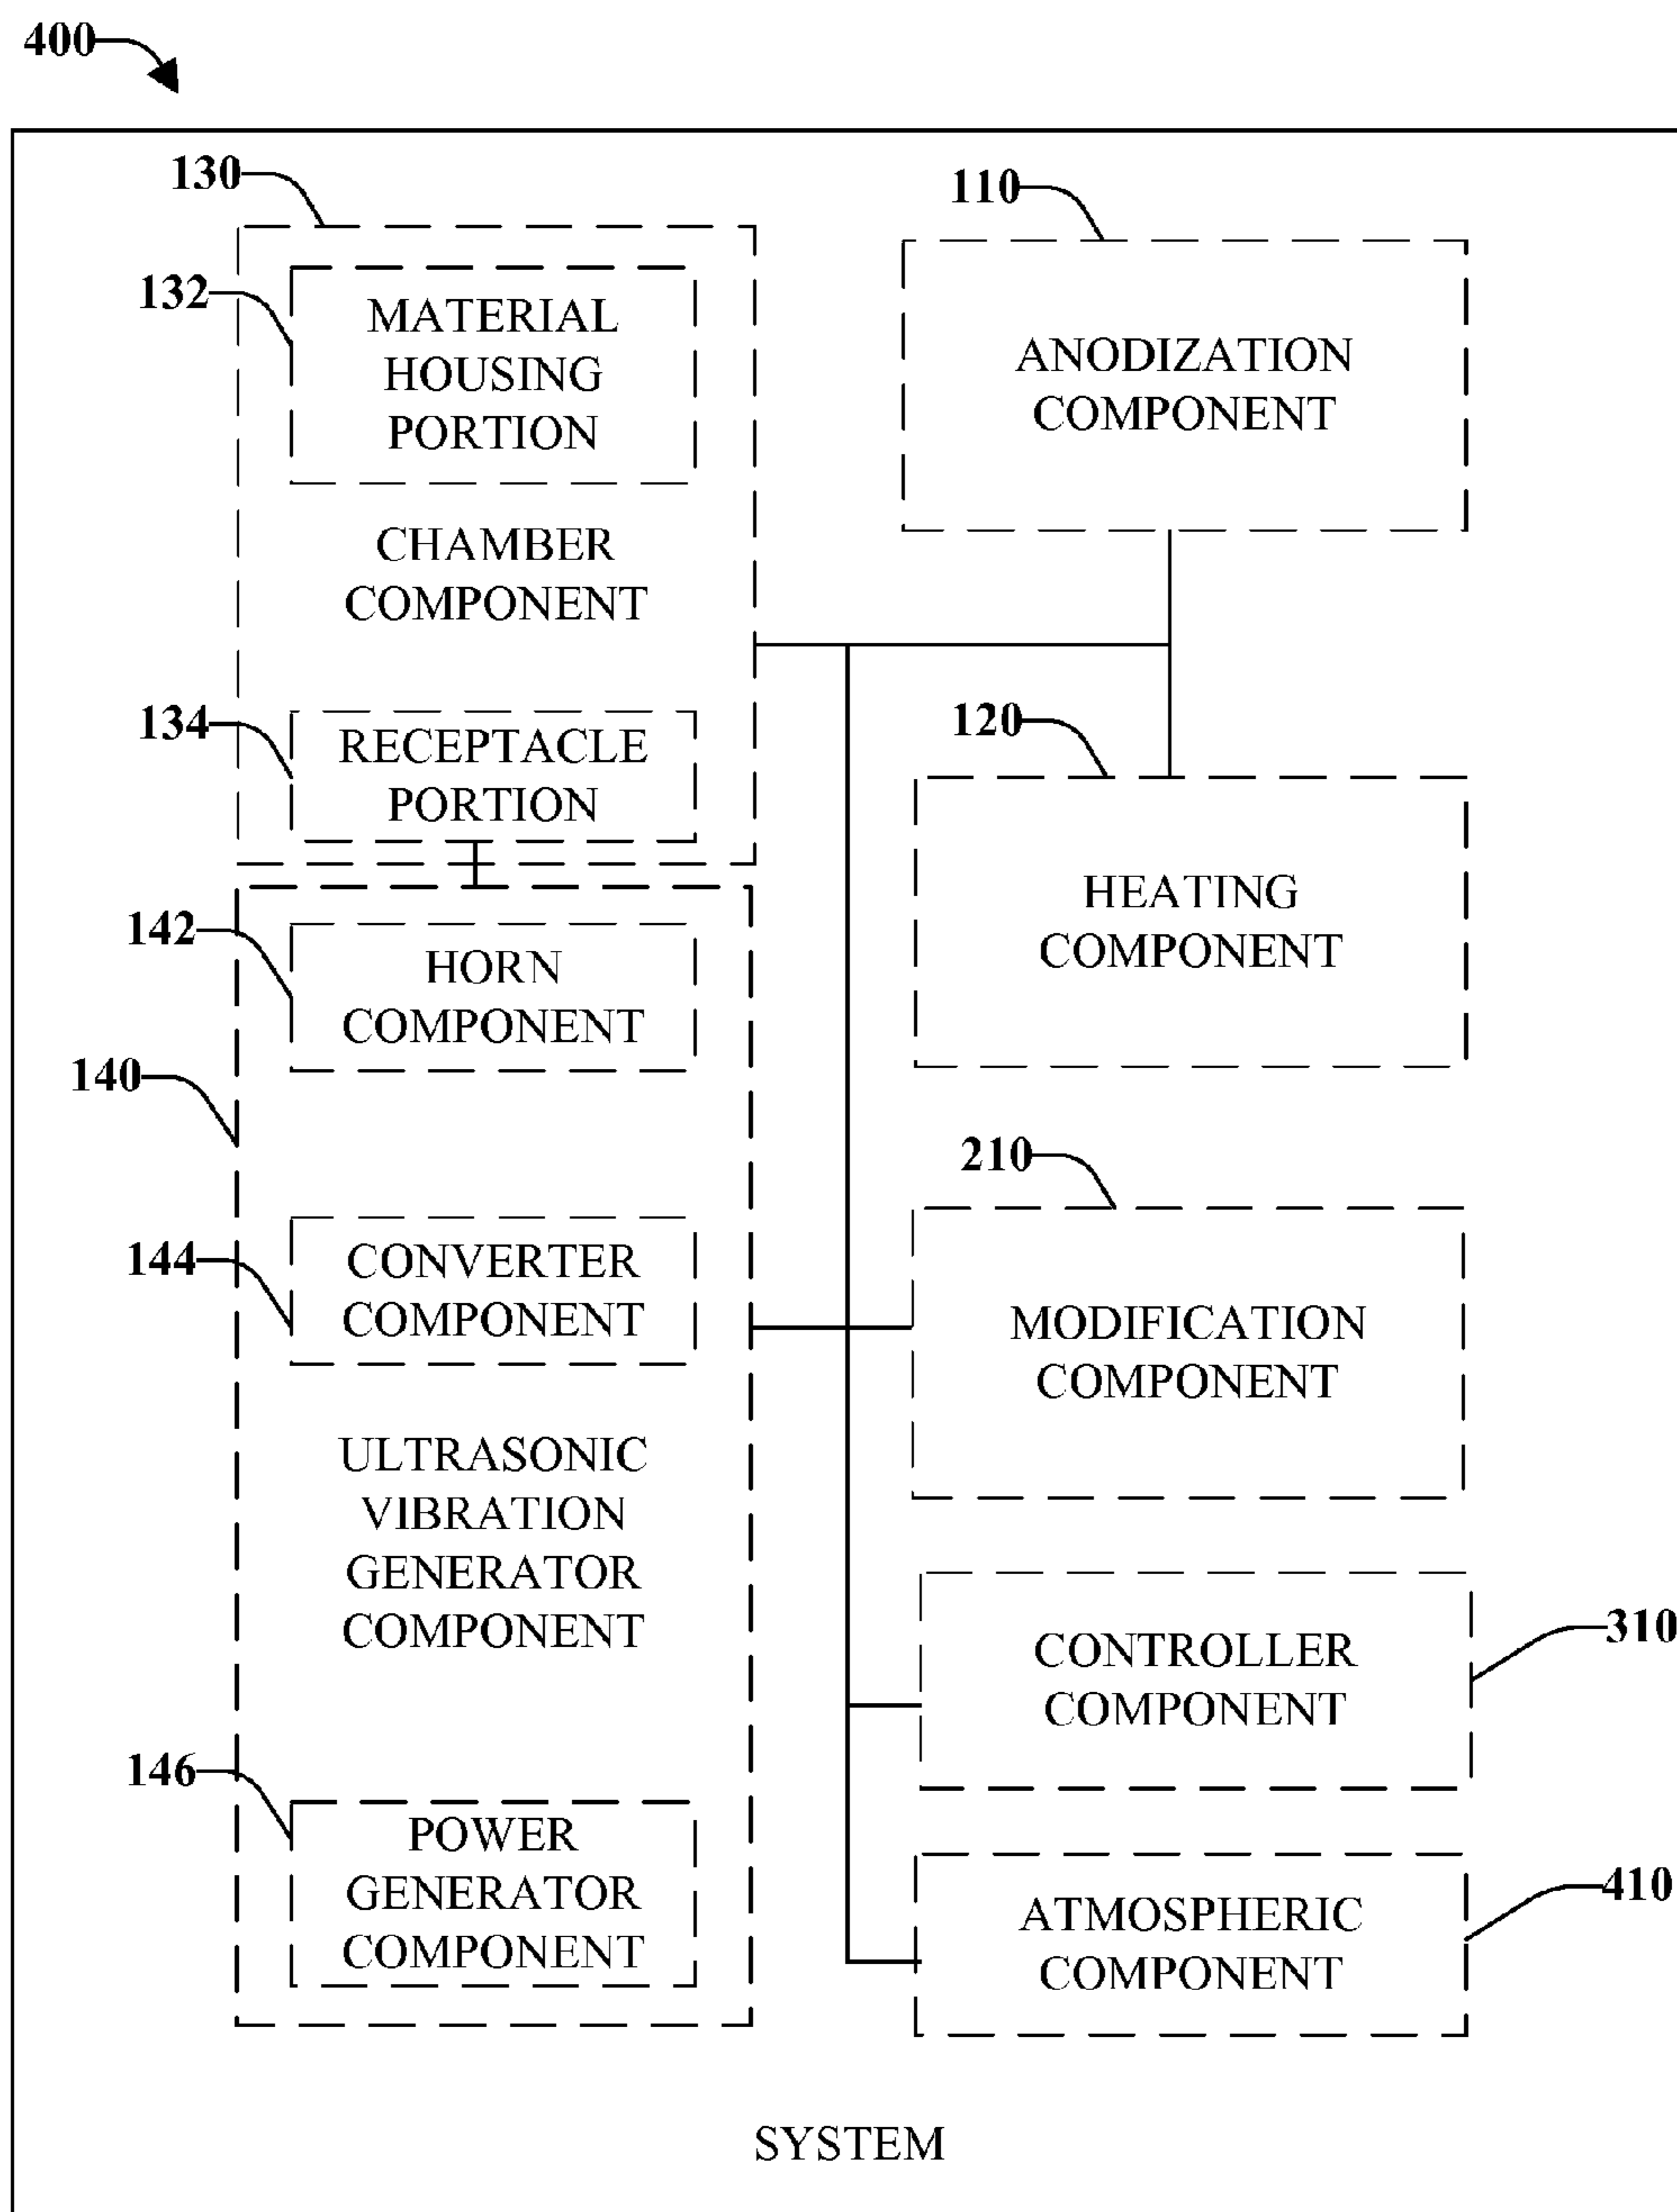 400
130
110
132
MATERIAL
HOUSING
PORTION
ANODIZATION
COMPONENT
CHAMBER
COMPONENT
134
RECEPTACLE
PORTION
120
HEATING
COMPONENT
142
HORN
COMPONENT
140
210
144
CONVERTER
COMPONENT
MODIFICATION
COMPONENT
ULTRASONIC
VIBRATION
GENERATOR
COMPONENT
310
CONTROLLER
COMPONENT
146
POWER
GENERATOR
COMPONENT
410
ATMOSPHERIC
COMPONENT
SYSTEM